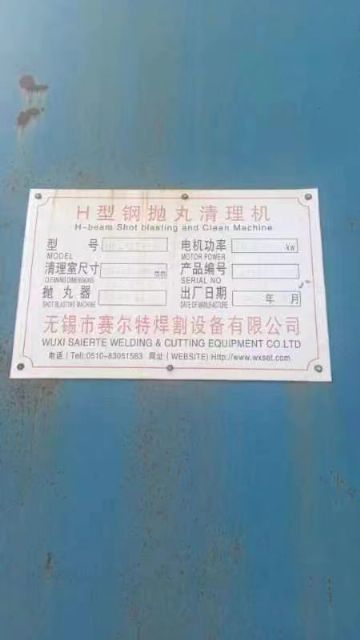 H型钢抛丸清理机
H-beam Shot blasting and Clean Machine
型 号 电机功率 KW
MODEL MOTOR POWER
清理室尺寸 mm 产品编号
CLEANING DIMENSIONS SERIAL NO
抛丸器 出厂日期 年 月
SHOT BLASTING MACHINE DATE OF MANUFACTURE
无锡市赛尔特焊割设备有限公司
WUXI SAIERTE WELDING & CUTTING EQUIPMENT CO.LTD
电话(Tel):0510-83051563 网址(WEBSITE) Http://www.wxset.com